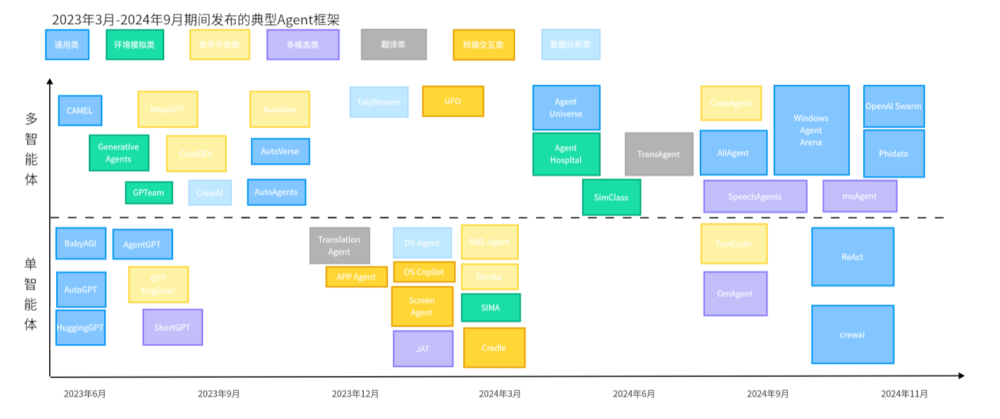 2023年3月-2024年9月期间发布的典型Agent框架
通用类
环境模拟类
软件开发类
多模态类
翻译类
终端交互类
数据分析类
多智能体
CAMEL
MetaGPT
AutoGen
TakjWeaver
UFO
Agent
Universe
CodeAgent
Windows
Agent
Arena
OpenAI Swarm
Generative
Agents
ChatDEV
AutoVerse
Agent
Hospltal
TransAgent
AliAgent
Phidata
GPTeam
CrewAI
AutoAgents
SimClass
SpeechAgents
muAgent
单智能体
BabyAGI
AgentGPT
Translation
Agent
DS-Agent
SWE-Agent
ToolCode
ReAct
AutoGPT
GPT
Engineer
APP Agent
OS Copilot
Devika
OmAgent
HuggingGPT
ShortGPT
Screen
Agent
SIMA
crewai
JAT
Cradle
2023年6月
2023年9月
2023年12月
2024年3月
2024年6月
2024年9月
2024年11月